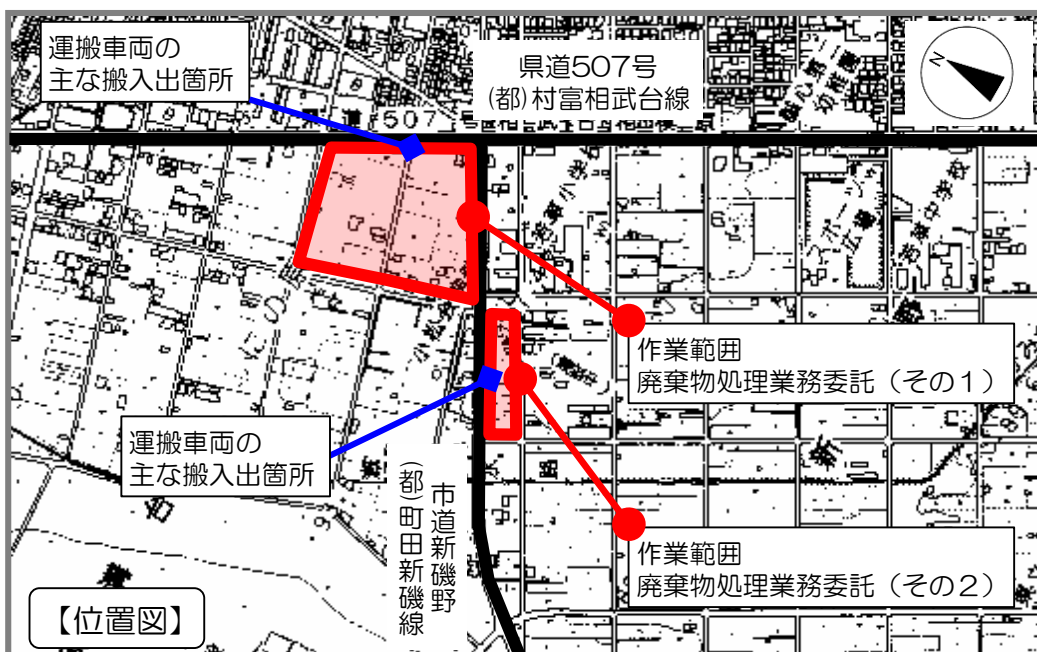 運搬車両の
主な搬入出箇所
県道507号
(都)村富相武台線
N
507
作業範囲
廃棄物処理業務委託（その1）
運搬車両の
主な搬入出箇所
市道新磯野
(都)町田新磯線
作業範囲
廃棄物処理業務委託（その2）
【位置図】